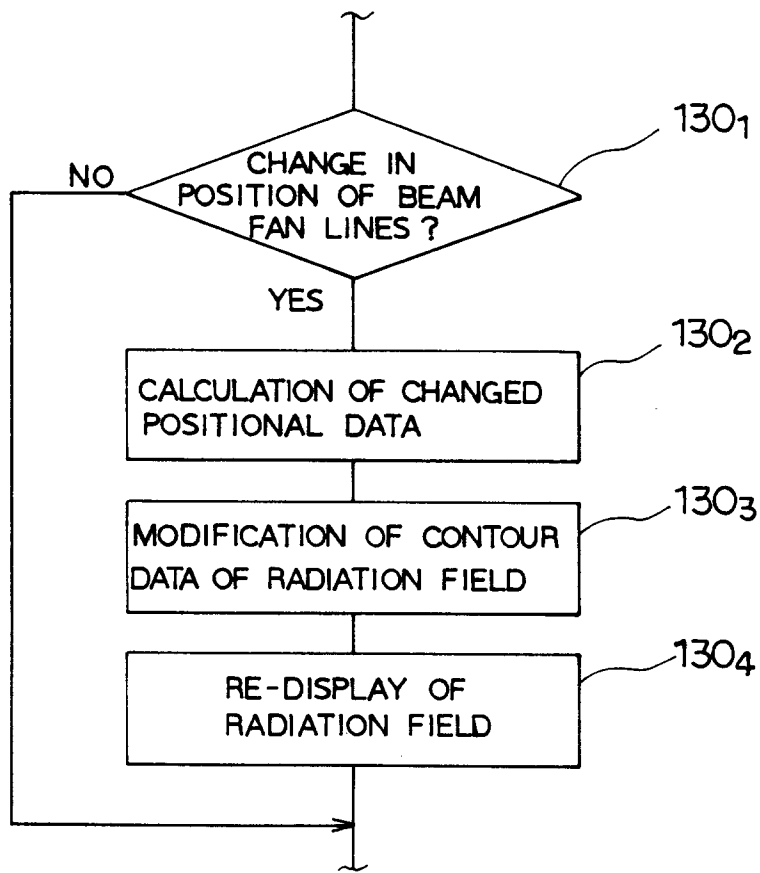 130₁
CHANGE IN
POSITION OF BEAM
FAN LINES ?
NO
YES
130₂
CALCULATION OF CHANGED
POSITIONAL DATA
130₃
MODIFICATION OF CONTOUR
DATA OF RADIATION FIELD
130₄
RE-DISPLAY OF
RADIATION FIELD